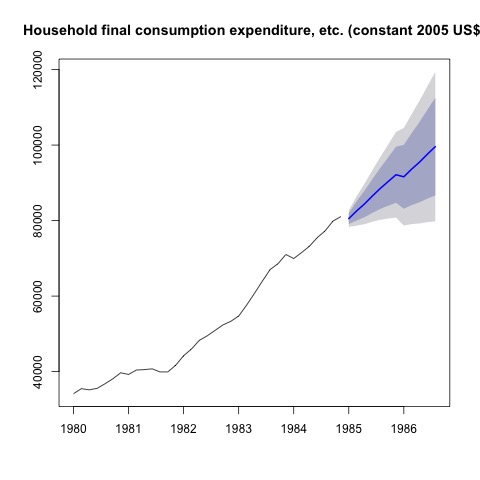 Household final consumption expenditure, etc. (constant 2005 US$
120000
100000
80000
60000
40000
1980 1981 1982 1983 1984 1985 1986